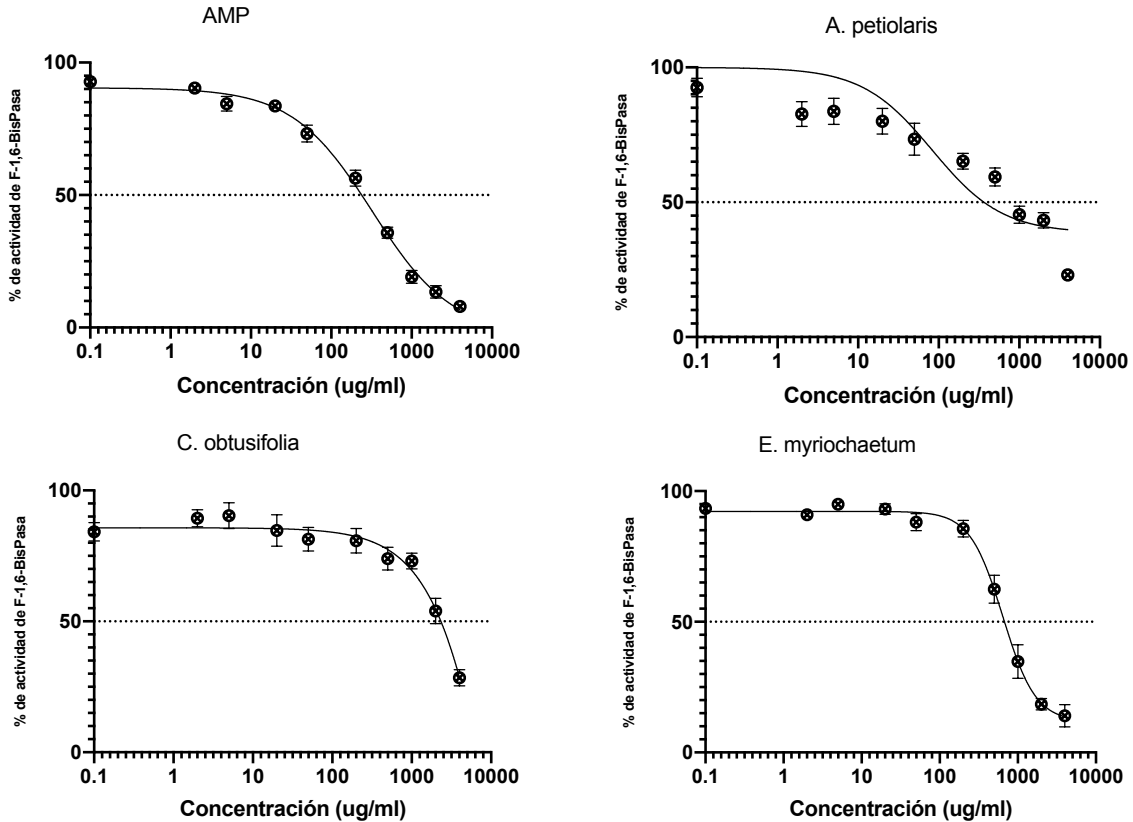 AMP
% de actividad de F-1,6-BisPasa
100
50
0
0.1 1 10 100 1000 10000
Concentración (ug/ml)
A. petiolaris
% de actividad de F-1,6-BisPasa
100
50
0
0.1 1 10 100 1000 10000
Concentración (ug/ml)
C. obtusifolia
% de actividad de F-1,6-BisPasa
100
50
0
0.1 1 10 100 1000 10000
Concentración (ug/ml)
E. myriochaetum
% de actividad de F-1,6-BisPasa
100
50
0
0.1 1 10 100 1000 10000
Concentración (ug/ml)